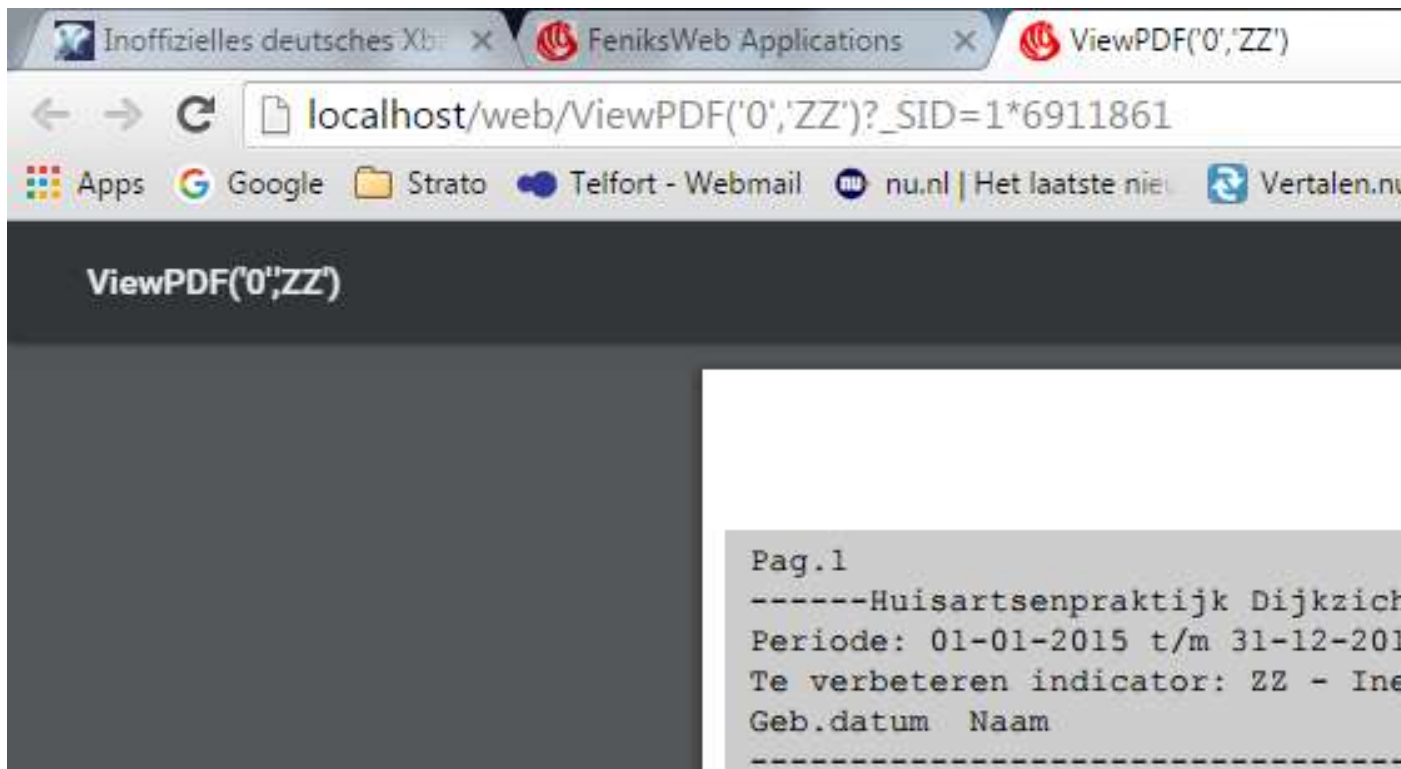 Inoffizielles deutsches Xb FeniksWeb Applications ViewPDF('0','ZZ')
localhost/web/ViewPDF('0','ZZ')?_SID=1*6911861
Apps Google Strato Telfort - Webmail nu.nl | Het laatste nie Vertalen.nu
ViewPDF('0','ZZ')
Pag.1
------Huisartsenpraktijk Dijkzich
Periode: 01-01-2015 t/m 31-12-201
Te verbeteren indicator: ZZ - Ine
Geb.datum Naam
------------------------------------